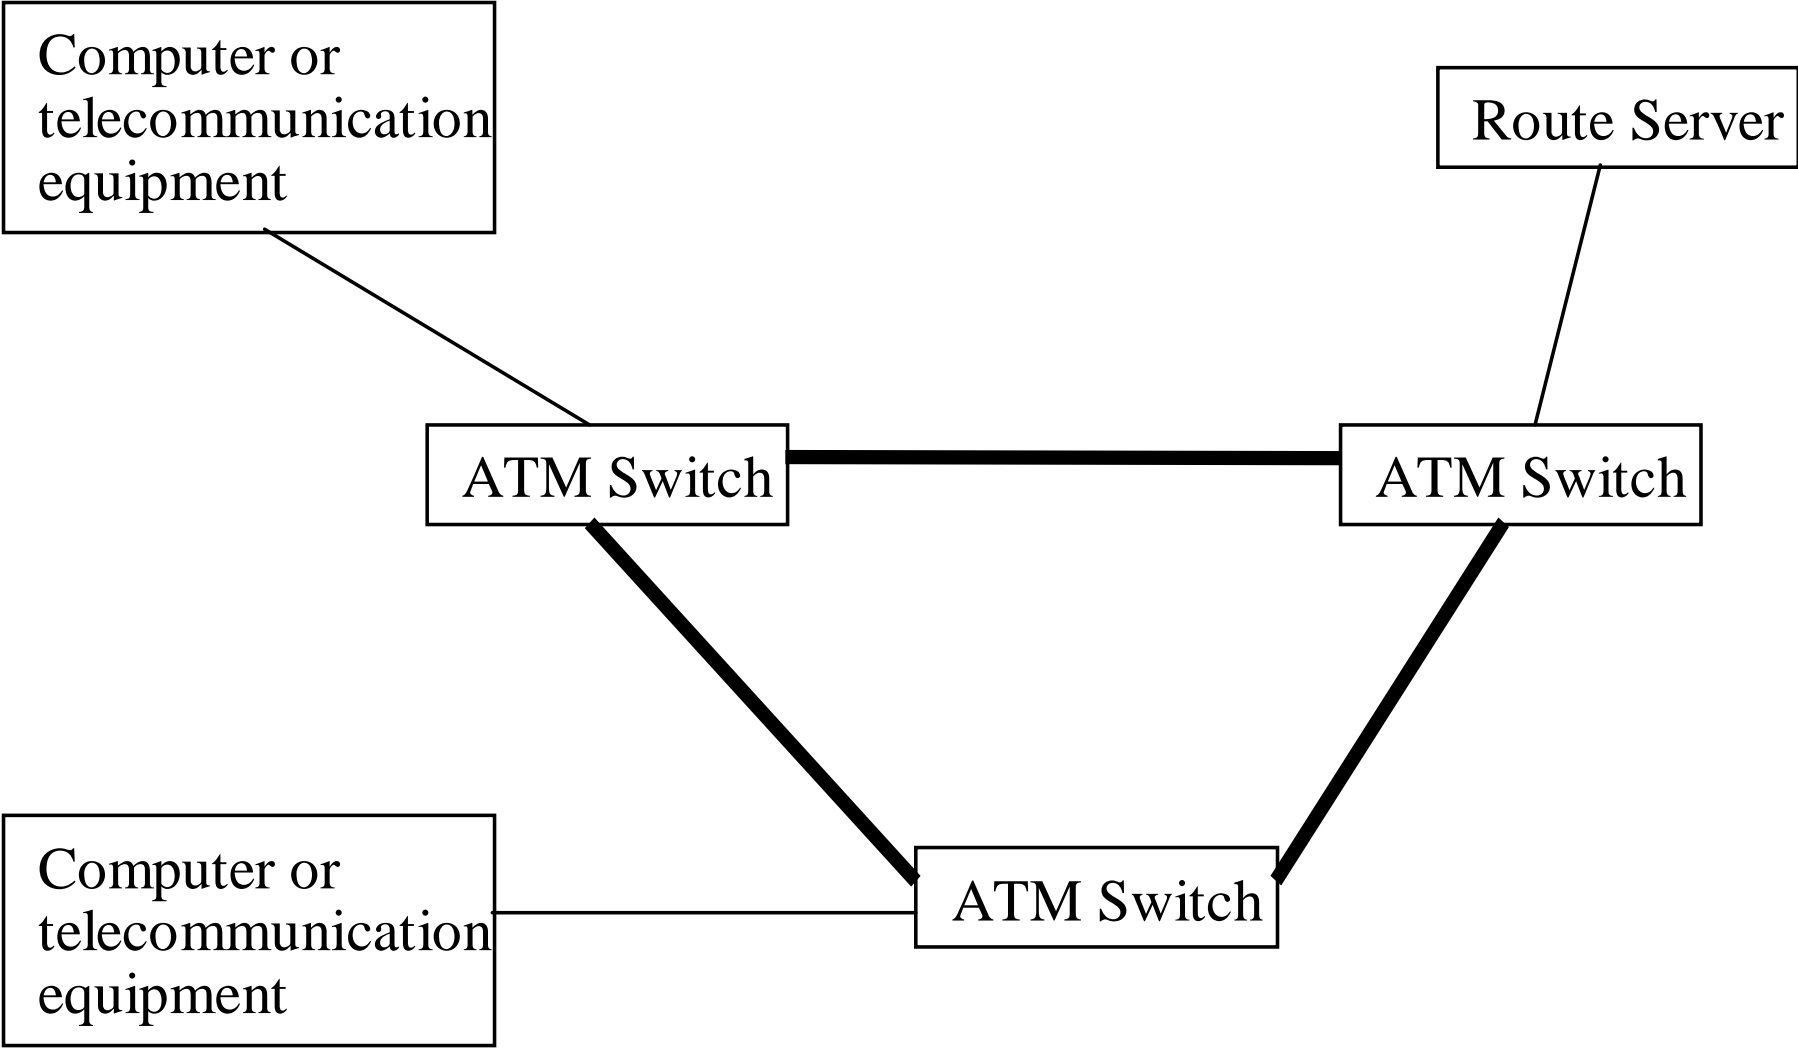 Computer or
telecommunication
equipment
Route Server
ATM Switch
ATM Switch
Computer or
telecommunication
equipment
ATM Switch